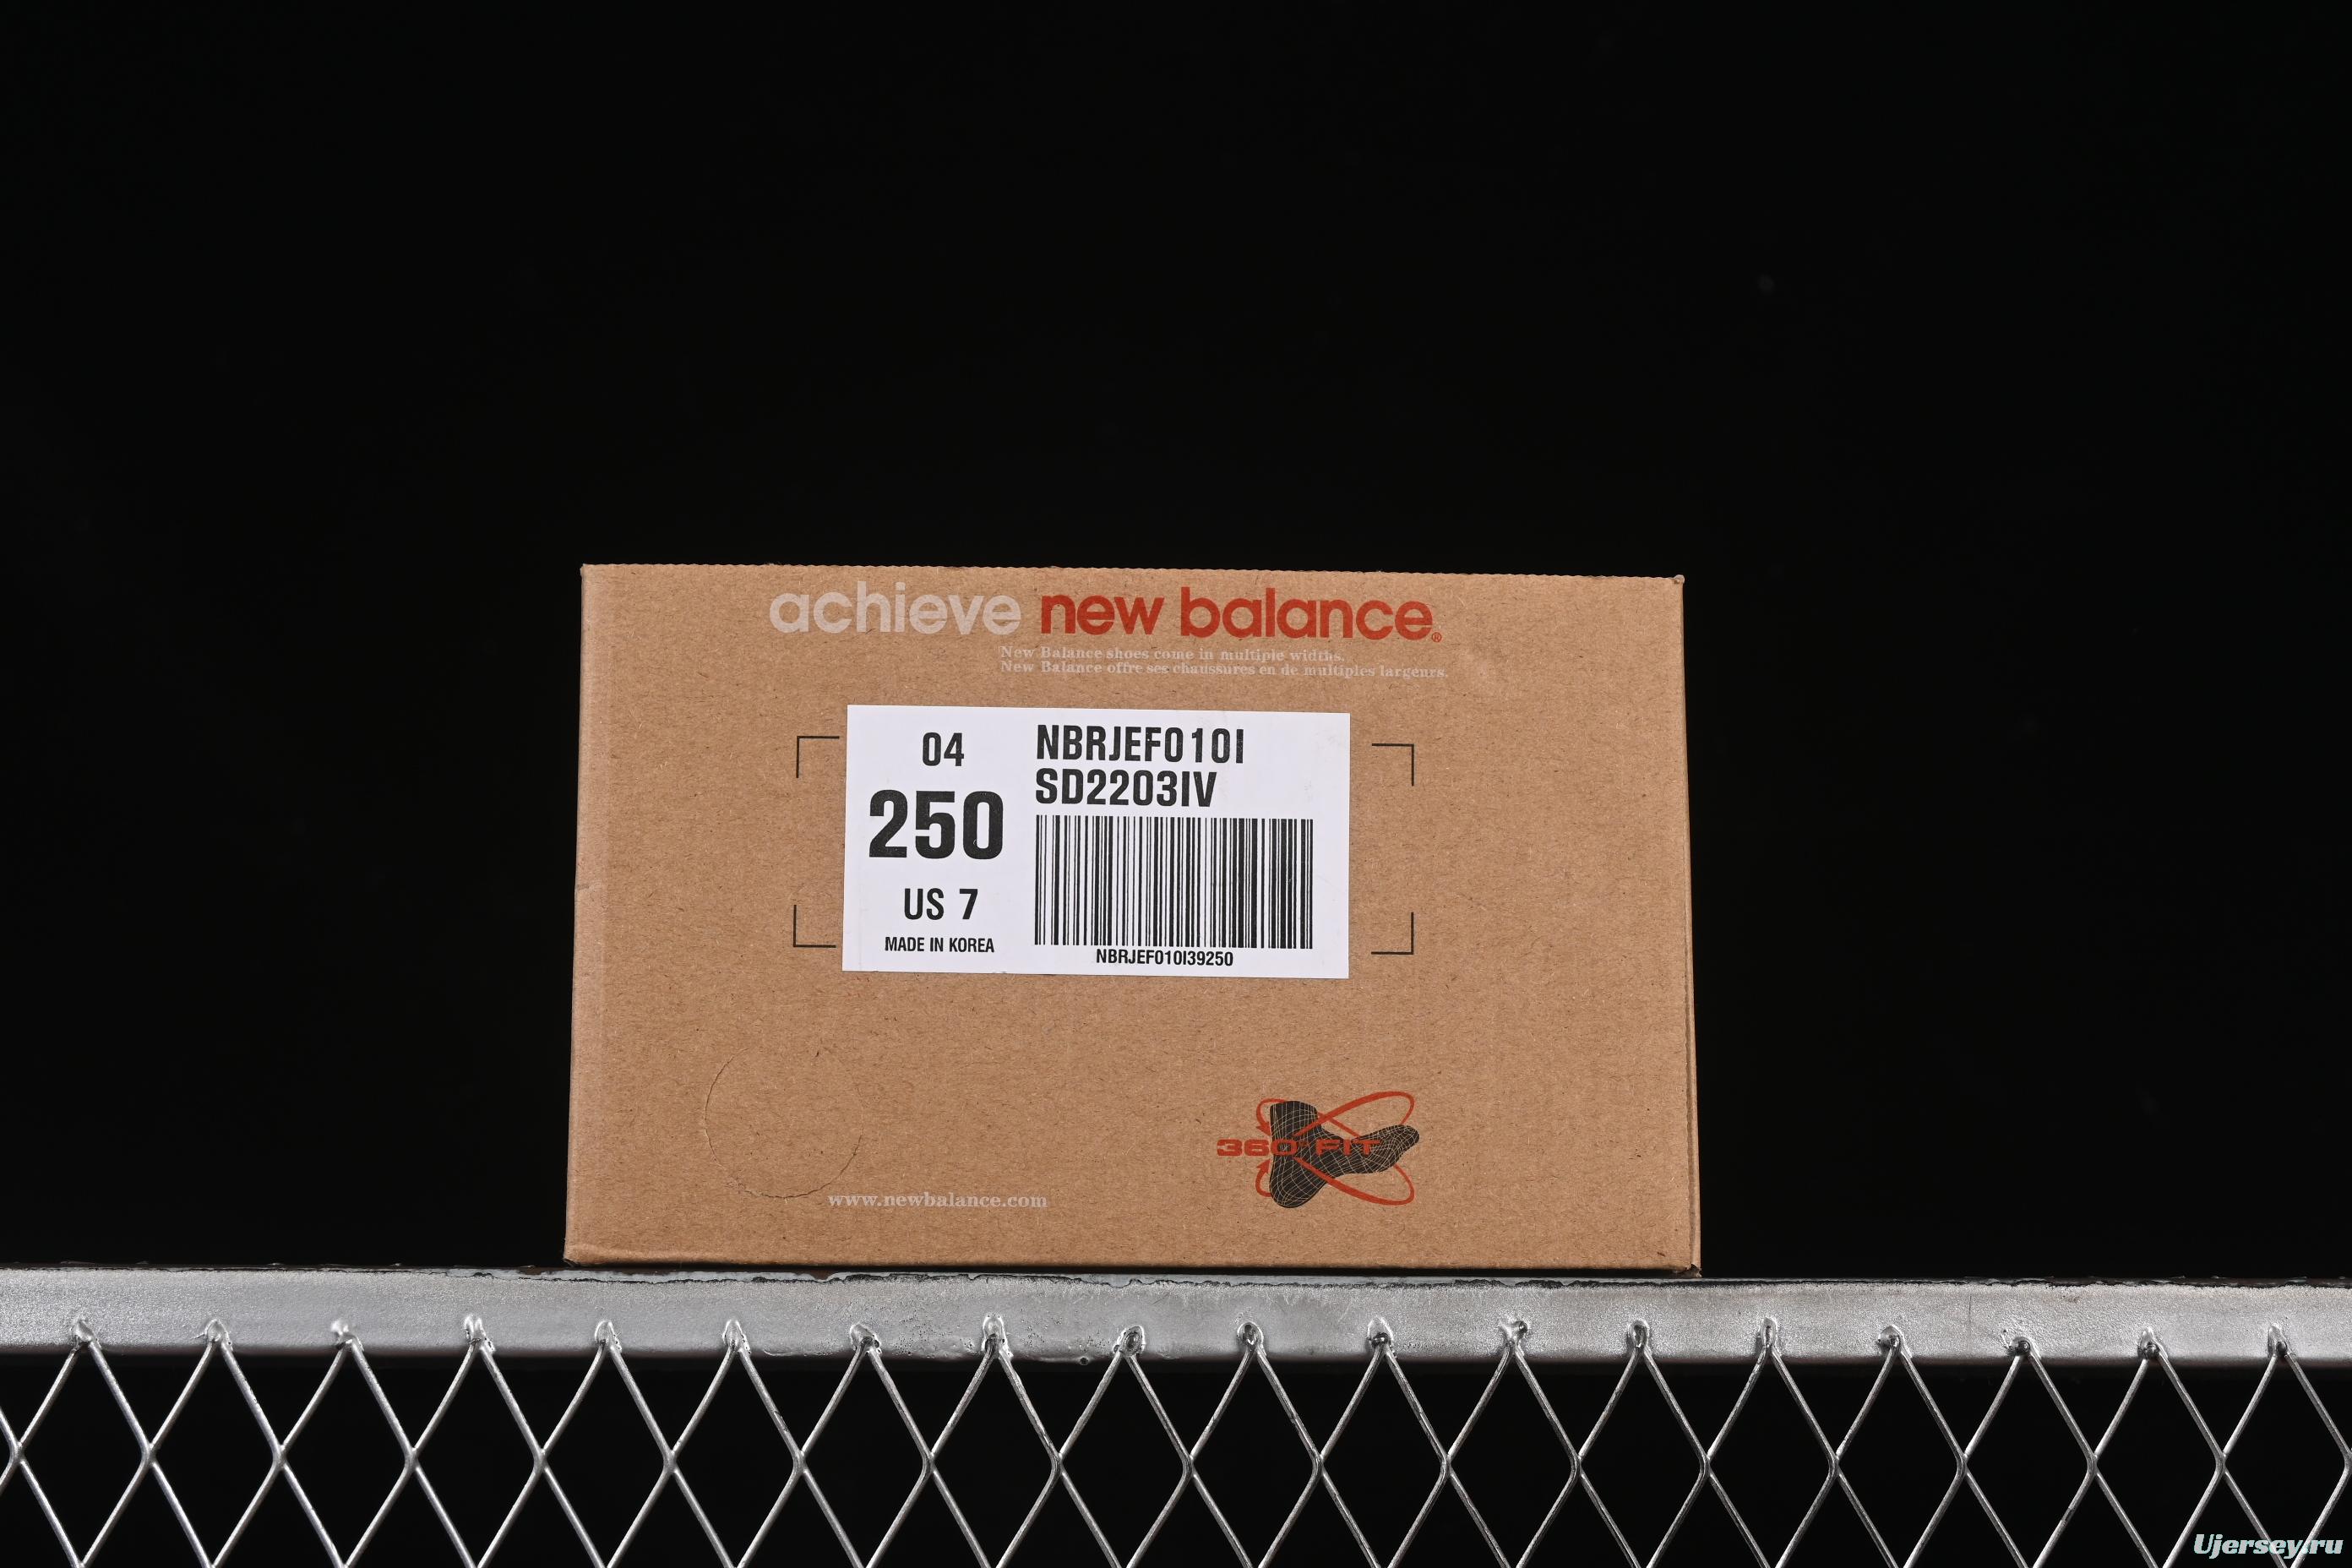 achieve new balance®
New Balance shoes come in multiple widths.
New Balance offre ses chaussures en de multiples largeurs.
04
250
US 7
MADE IN KOREA
NBRJEF010I
SD2203IV
NBRJEF010I39250
360° FIT
www.newbalance.com
Ujersey.ru